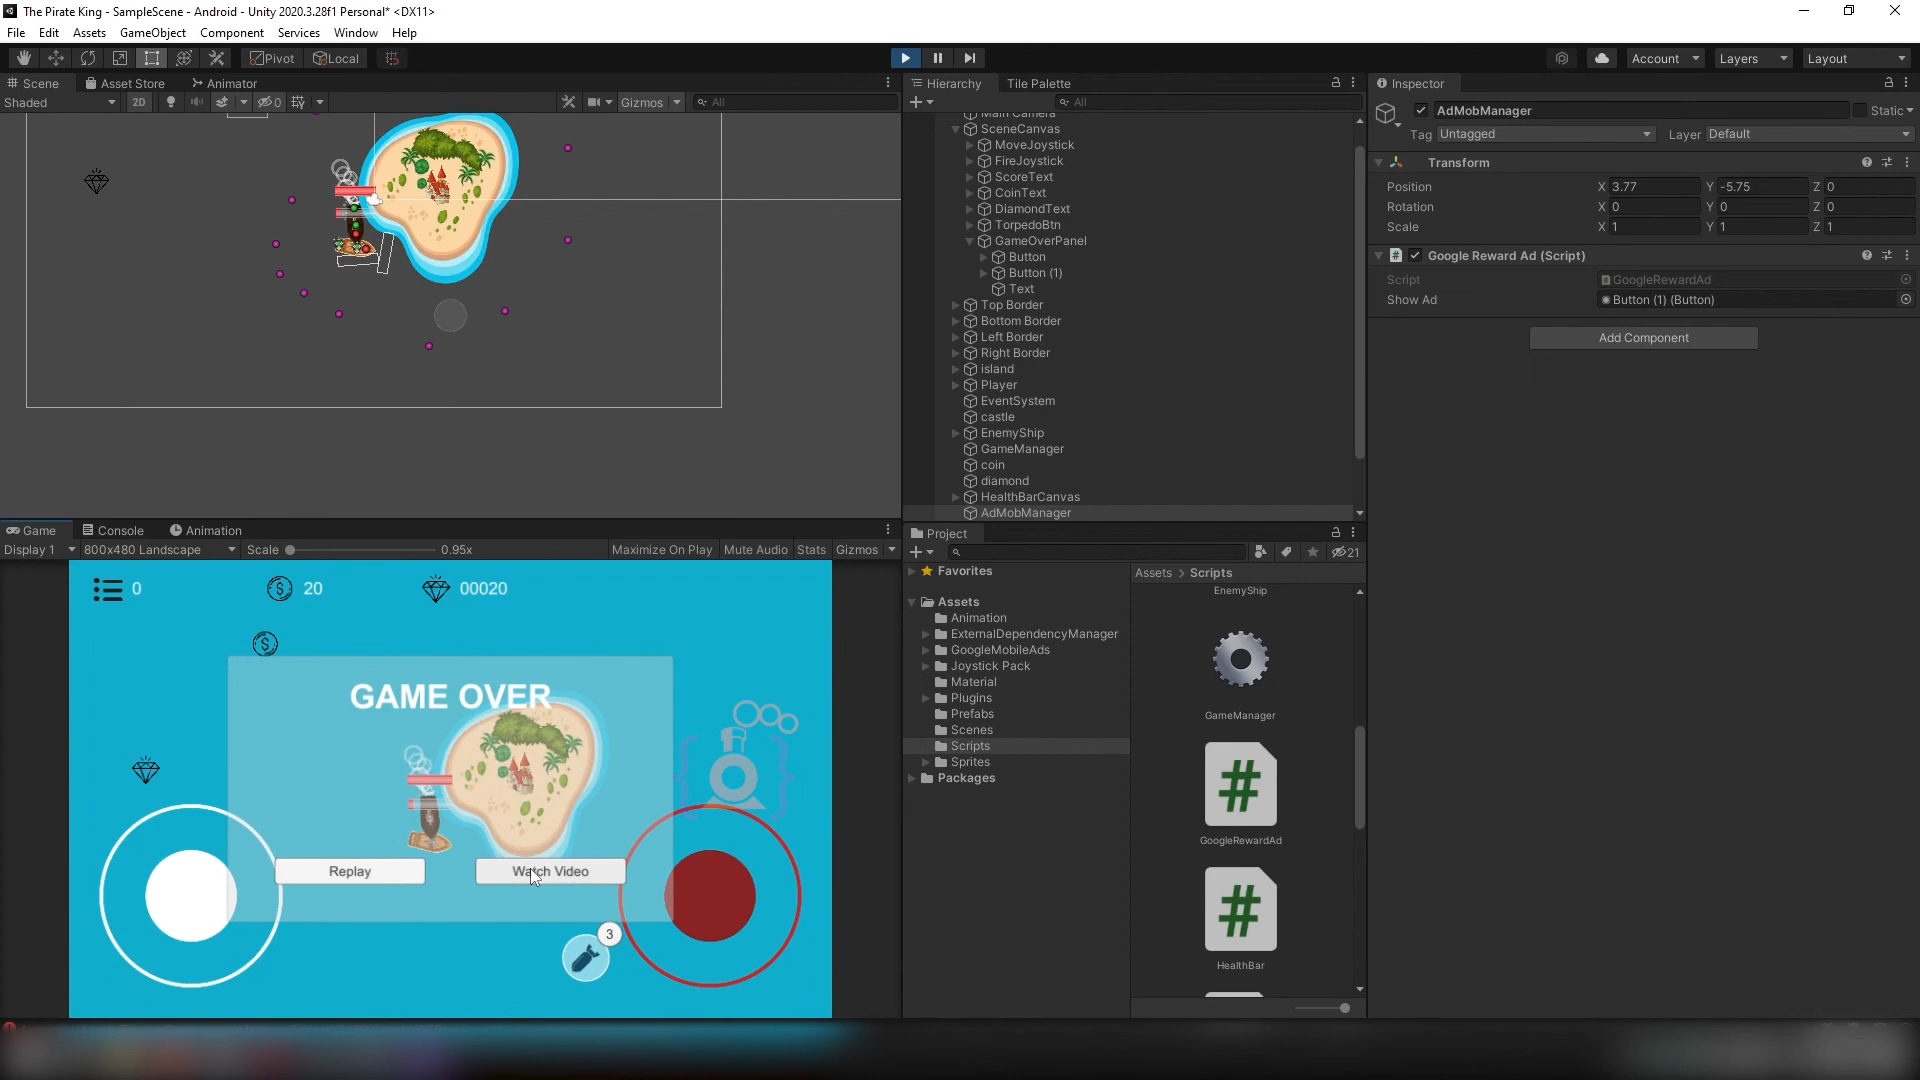 The Pirate King - SampleScene - Android - Unity 2020.3.28f1 Personal* <DX11>
File Edit Assets GameObject Component Services Window Help
Pivot Local Account Layers Layout
Scene Asset Store Animator
Shaded 2D 0 Gizmos All
Hierarchy Tile Palette
All
Main Camera
SceneCanvas
MoveJoystick
FireJoystick
ScoreText
CoinText
DiamondText
TorpedoBtn
GameOverPanel
Button
Button (1)
Text
Top Border
Bottom Border
Left Border
Right Border
island
Player
EventSystem
castle
EnemyShip
GameManager
coin
diamond
HealthBarCanvas
AdMobManager
Inspector
AdMobManager Static
Tag Untagged Layer Default
Transform
Position X 3.77 Y -5.75 Z 0
Rotation X 0 Y 0 Z 0
Scale X 1 Y 1 Z 1
Google Reward Ad (Script)
Script GoogleRewardAd
Show Ad Button (1) (Button)
Add Component
Game Console Animation
Display 1 800x480 Landscape Scale 0.95x Maximize On Play Mute Audio Stats Gizmos
0 20 00020
GAME OVER
Replay Watch Video
3
Project
21
Favorites
Assets
Animation
ExternalDependencyManager
GoogleMobileAds
Joystick Pack
Material
Plugins
Prefabs
Scenes
Scripts
Sprites
Packages
Assets > Scripts
EnemyShip
GameManager
GoogleRewardAd
HealthBar